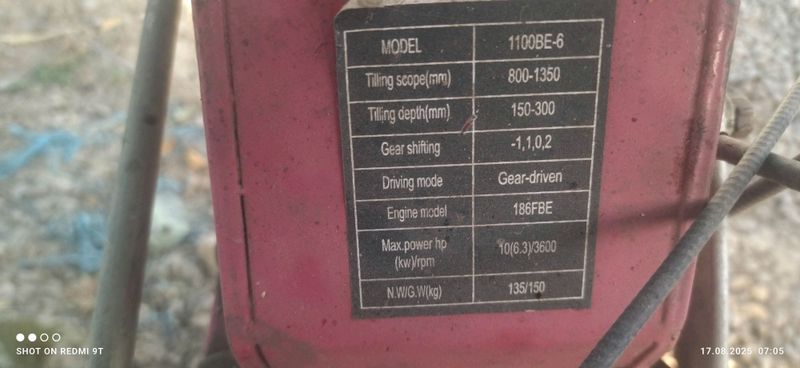 MODEL 1100BE-6
Tilling scope(mm) 800-1350
Tilling depth(mm) 150-300
Gear shifting -1,1,0,2
Driving mode Gear-driven
Engine model 186FBE
Max.power hp (kw)/rpm 10(6.3)/3600
N.W/G.W(kg) 135/150
SHOT ON REDMI 9T
17.08.2025 07:05